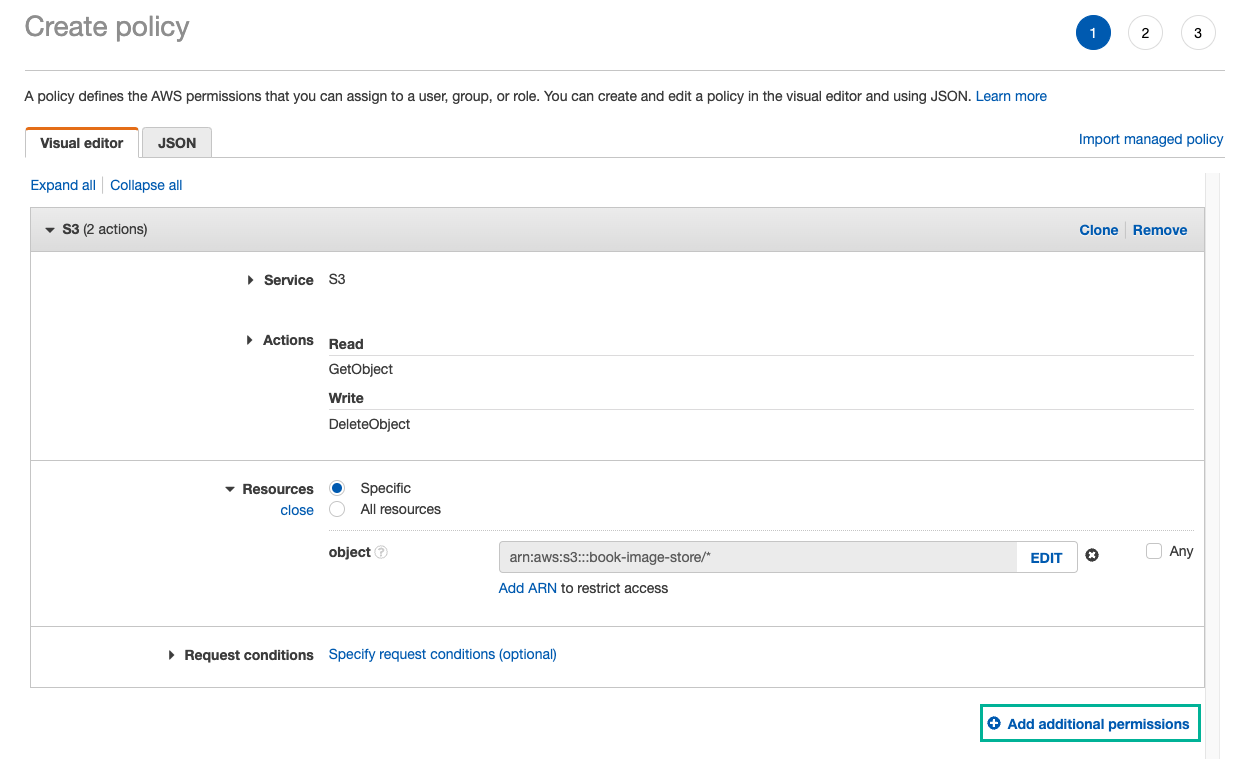 Create policy
1 2 3
A policy defines the AWS permissions that you can assign to a user, group, or role. You can create and edit a policy in the visual editor and using JSON. Learn more
Visual editor JSON Import managed policy
Expand all Collapse all
S3 (2 actions) Clone Remove
Service S3
Actions Read
GetObject
Write
DeleteObject
Resources Specific
close All resources
object ? arn:aws:s3:::book-image-store/* EDIT Any
Add ARN to restrict access
Request conditions Specify request conditions (optional)
Add additional permissions